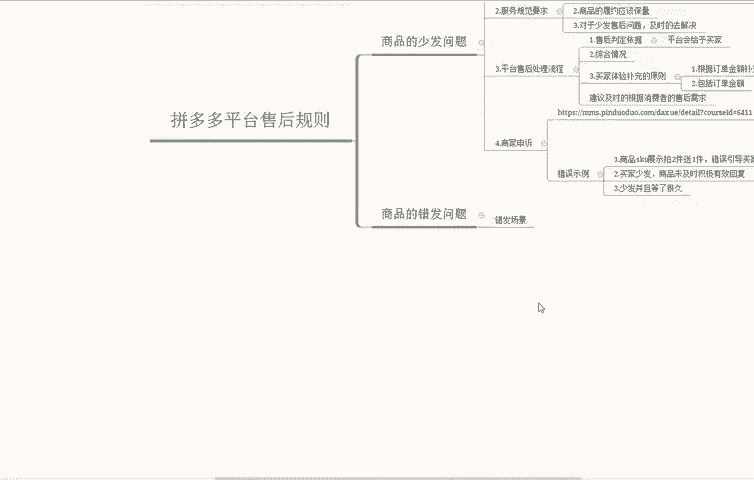 拼多多平台售后规则
商品的少发问题
2.服务规范要求
2.商品的履约应该保量
3.对于少发售后问题，及时的去解决
3.平台售后处理流程
1.售后判定依据
平台会给予买家
2.综合情况
3.买家体验补充的原则
1.根据订单金额补
2.包括订单金额
建议及时的根据消费者的售后需求
4.商家申诉
https://mms.pinduoduo.com/daxue/detail?courseId=6411
错误示例
1.商品sku展示拍2件送1件，错误引导买家
2.买家少发，商品未及时积极有效回复
3.少发并且等了很久
商品的错发问题
错发场景